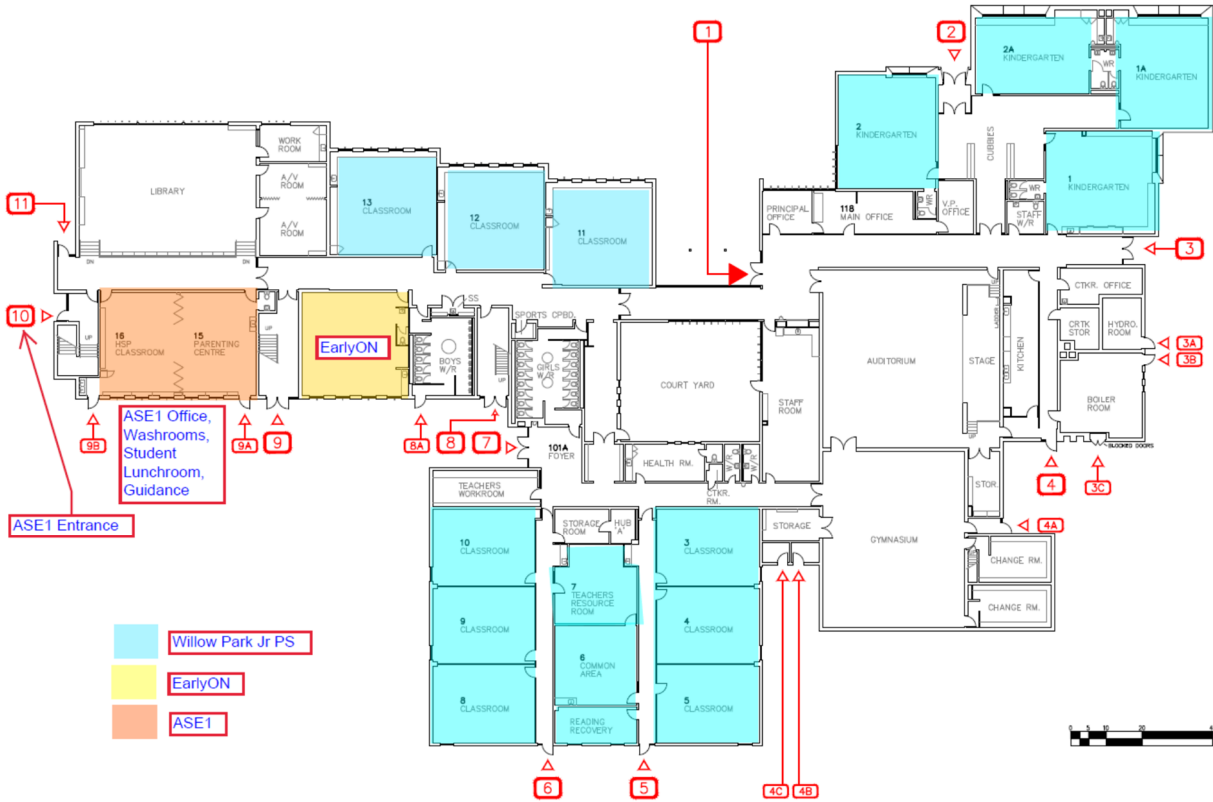 1
2
2A
KINDERGARTEN
WR
1A
KINDERGARTEN
2
KINDERGARTEN
CUBBIES
1
KINDERGARTEN
WR
WR
STAFF
W/R
V.P.
OFFICE
PRINCIPAL
OFFICE
118
MAIN OFFICE
3
WORK
ROOM
LIBRARY
A/V
ROOM
A/V
ROOM
13
CLASSROOM
12
CLASSROOM
11
CLASSROOM
11
DN
DN
10
UP
16
HSP
CLASSROOM
15
PARENTING
CENTRE
UP
EarlyON
SS
BOYS
W/R
UP
SPORTS CPBD.
GIRLS
W/R
COURT YARD
STAFF
ROOM
AUDITORIUM
STAGE
LADDER
UP
KITCHEN
CTKR. OFFICE
CRTK
STOR
HYDRO.
ROOM
3A
3B
BOILER
ROOM
BLOCKED DOORS
9B
ASE1 Office,
Washrooms,
Student
Lunchroom,
Guidance
9A
9
8A
8
7
101A
FOYER
HEALTH RM.
W/R
W/R
CTKR.
RM.
STOR.
4
3C
4A
ASE1 Entrance
TEACHERS
WORKROOM
STORAGE
ROOM
HUB
'A'
STORAGE
GYMNASIUM
CHANGE RM.
CHANGE RM.
10
CLASSROOM
3
CLASSROOM
7
TEACHERS
RESOURCE
ROOM
9
CLASSROOM
4
CLASSROOM
6
COMMON
AREA
8
CLASSROOM
5
CLASSROOM
READING
RECOVERY
Willow Park Jr PS
EarlyON
ASE1
6
5
4C
4B
0 5 10 20 4